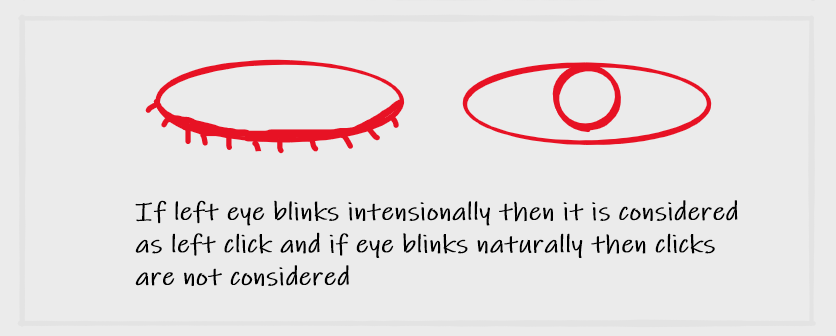 If left eye blinks intensionally then it is considered
as left click and if eye blinks naturally then clicks
are not considered